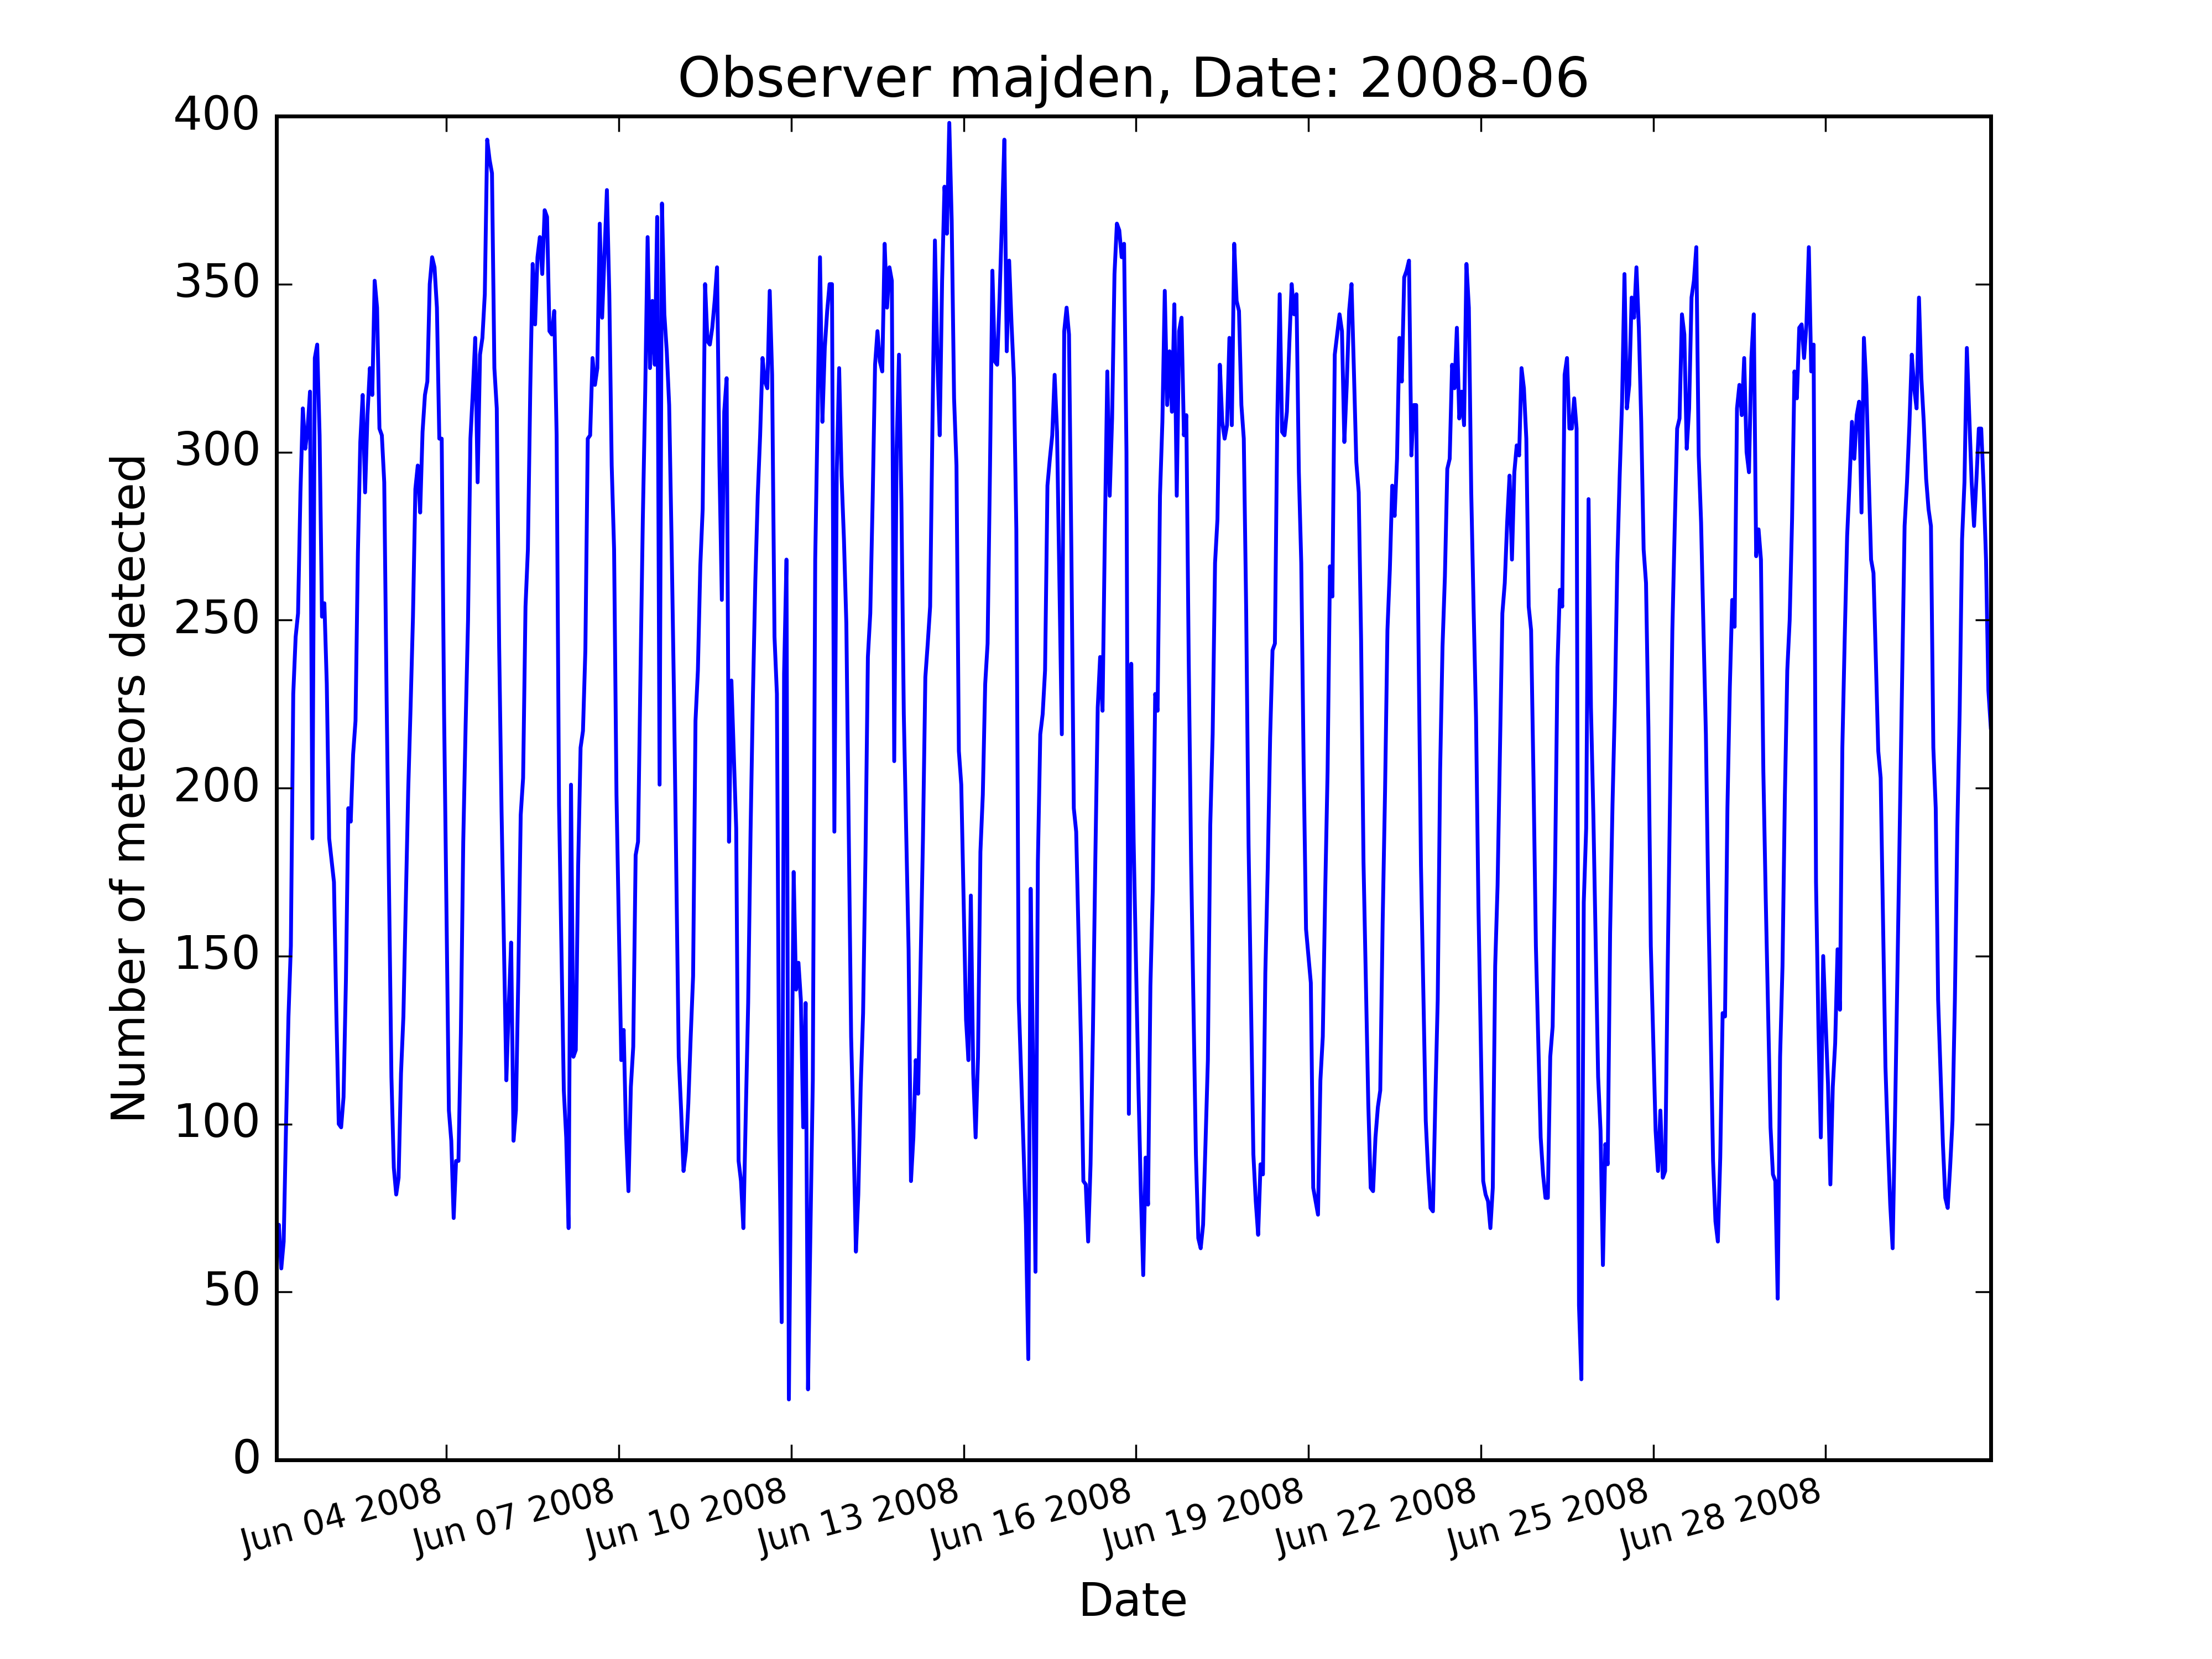 Observer majden, Date: 2008-06
400
350
300
250
200
150
100
50
0
Number of meteors detected
Jun 04 2008
Jun 07 2008
Jun 10 2008
Jun 13 2008
Jun 16 2008
Jun 19 2008
Jun 22 2008
Jun 25 2008
Jun 28 2008
Date